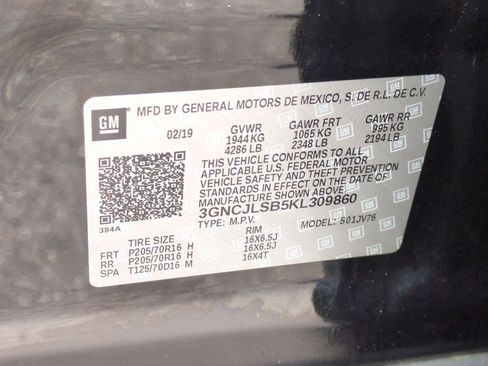 GM
MFD BY GENERAL MOTORS DE MEXICO, S. DE R.L. DE C.V.
02/19 GVWR GAWR FRT GAWR RR
1944 KG 1065 KG 995 KG
4286 LB 2348 LB 2194 LB
THIS VEHICLE CONFORMS TO ALL
APPLICABLE U.S. FEDERAL MOTOR
VEHICLE SAFETY AND THEFT PREVENTION
STANDARDS IN EFFECT ON THE DATE OF
MANUFACTURE SHOWN ABOVE.
3GNCJLSB5KL309860
384A
TYPE: M.P.V. MODEL: 501JV76
TIRE SIZE RIM
FRT P205/70R16 H 16X6.5J
RR P205/70R16 H 16X6.5J
SPA T125/70D16 M 16X4T